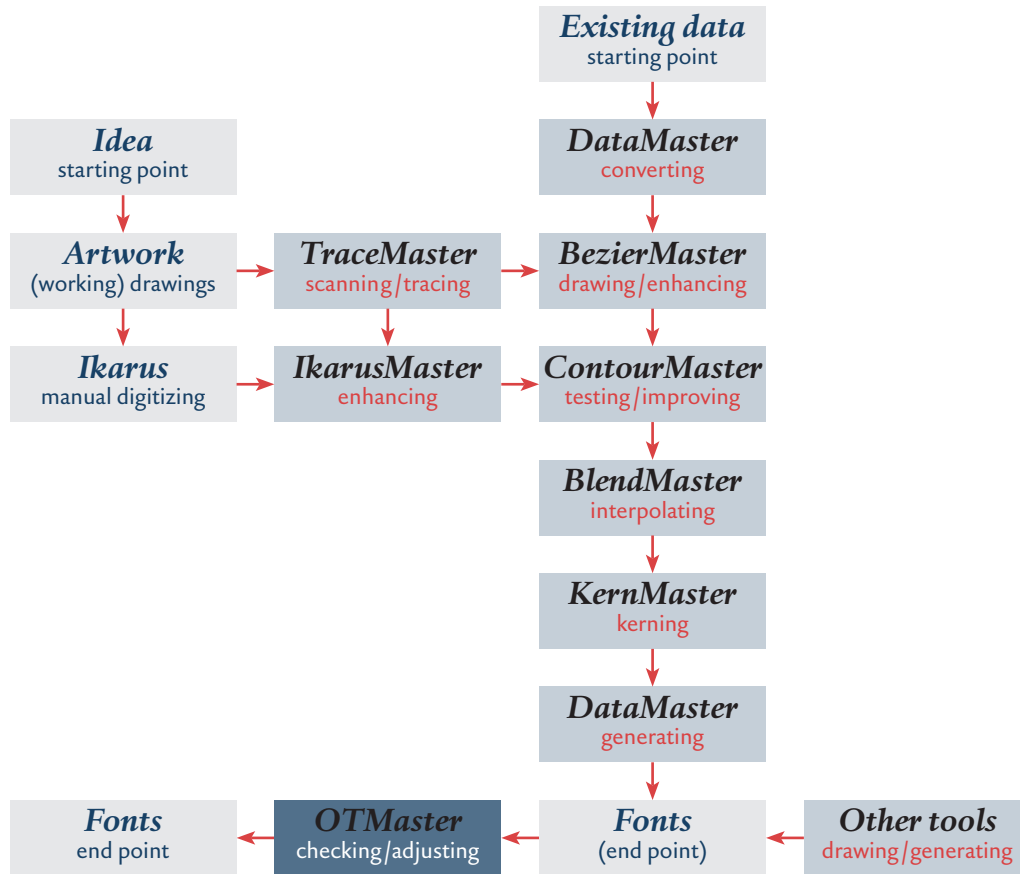 Existing data
starting point
Idea
starting point
DataMaster
converting
Artwork
(working) drawings
TraceMaster
scanning/tracing
BezierMaster
drawing/enhancing
Ikarus
manual digitizing
IkarusMaster
enhancing
ContourMaster
testing/improving
BlendMaster
interpolating
KernMaster
kerning
DataMaster
generating
Fonts
end point
OTMaster
checking/adjusting
Fonts
(end point)
Other tools
drawing/generating